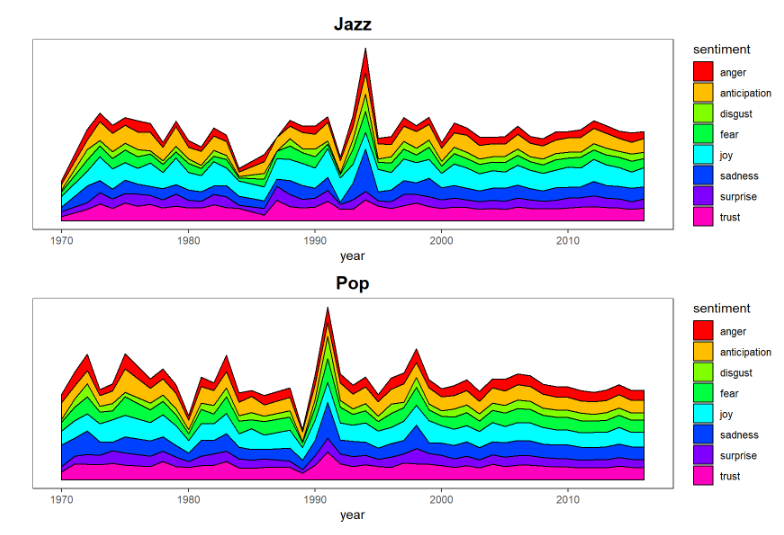 Jazz
sentiment
anger
anticipation
disgust
fear
joy
sadness
surprise
trust
1970 1980 1990 2000 2010
year
Pop
sentiment
anger
anticipation
disgust
fear
joy
sadness
surprise
trust
1970 1980 1990 2000 2010
year